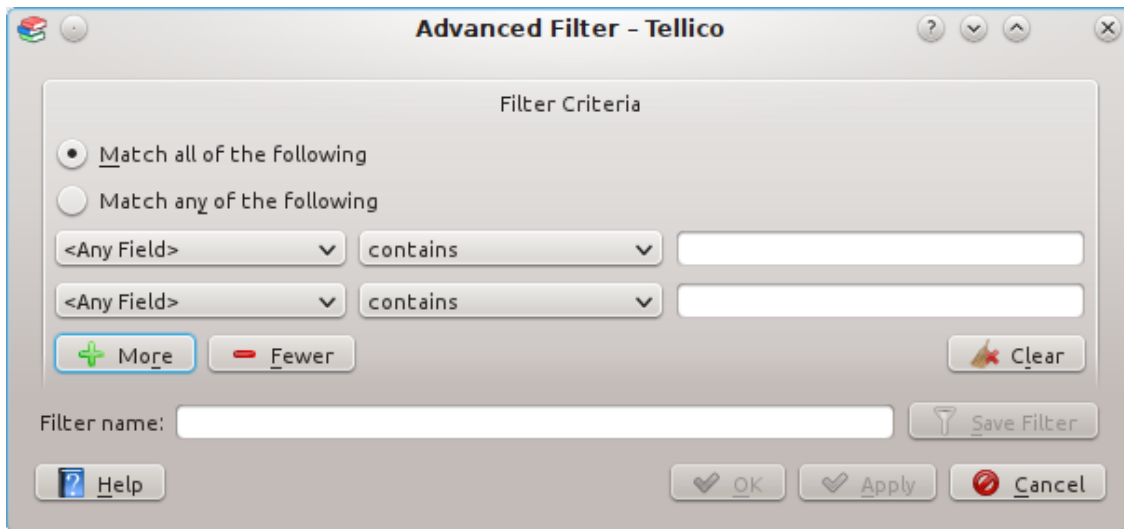 Advanced Filter – Tellico
Filter Criteria
Match all of the following
Match any of the following
<Any Field> contains
<Any Field> contains
More Fewer Clear
Filter name: Save Filter
Help OK Apply Cancel